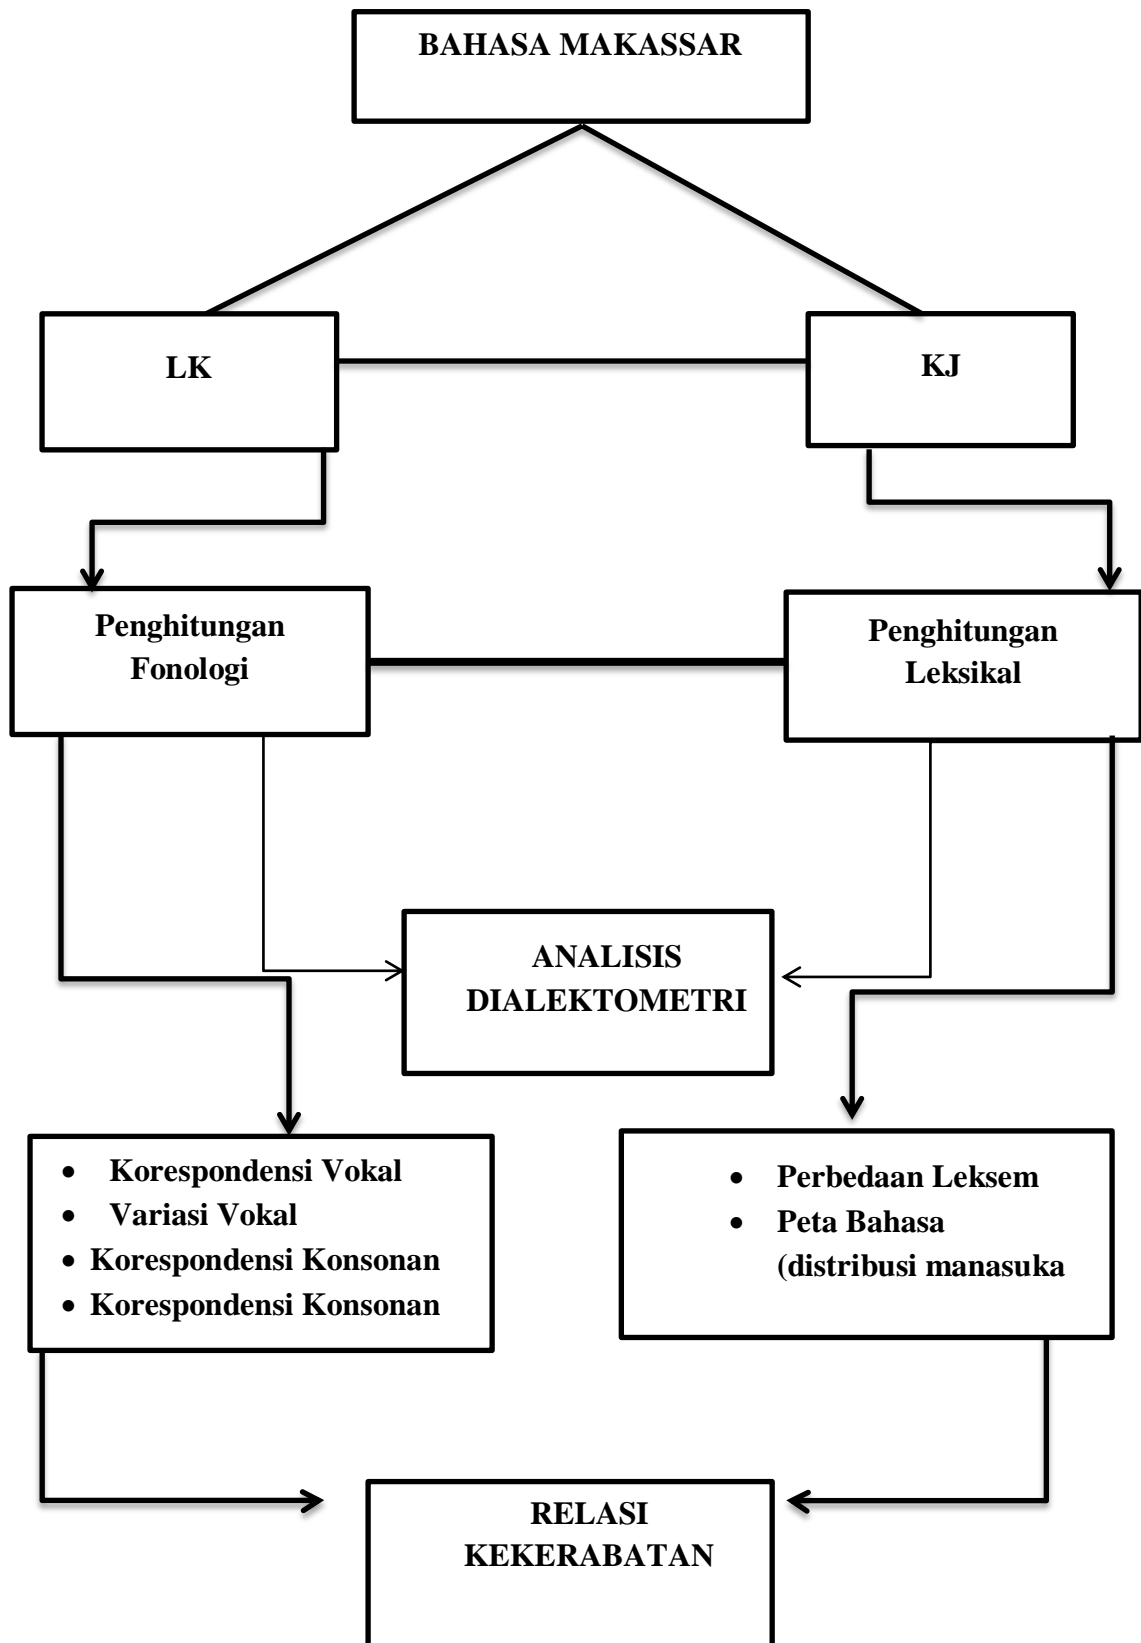 BAHASA MAKASSAR
LK
KJ
Penghitungan
Fonologi
Penghitungan
Leksikal
ANALISIS
DIALEKTOMETRI
• Korespondensi Vokal
• Variasi Vokal
• Korespondensi Konsonan
• Korespondensi Konsonan
• Perbedaan Leksem
• Peta Bahasa
(distribusi manasuka
RELASI
KEKERABATAN